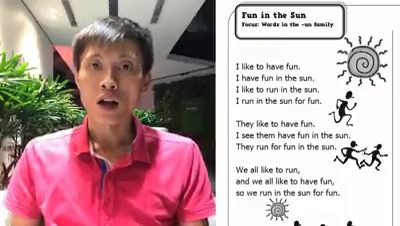 Fun in the Sun
Focus: Words in the -un family
I like to have fun.
I have fun in the sun.
I like to run in the sun.
I run in the sun for fun.
They like to have fun.
I see them have fun in the sun.
They run for fun in the sun.
We all like to run,
and we all like to have fun,
so we run in the sun for fun.